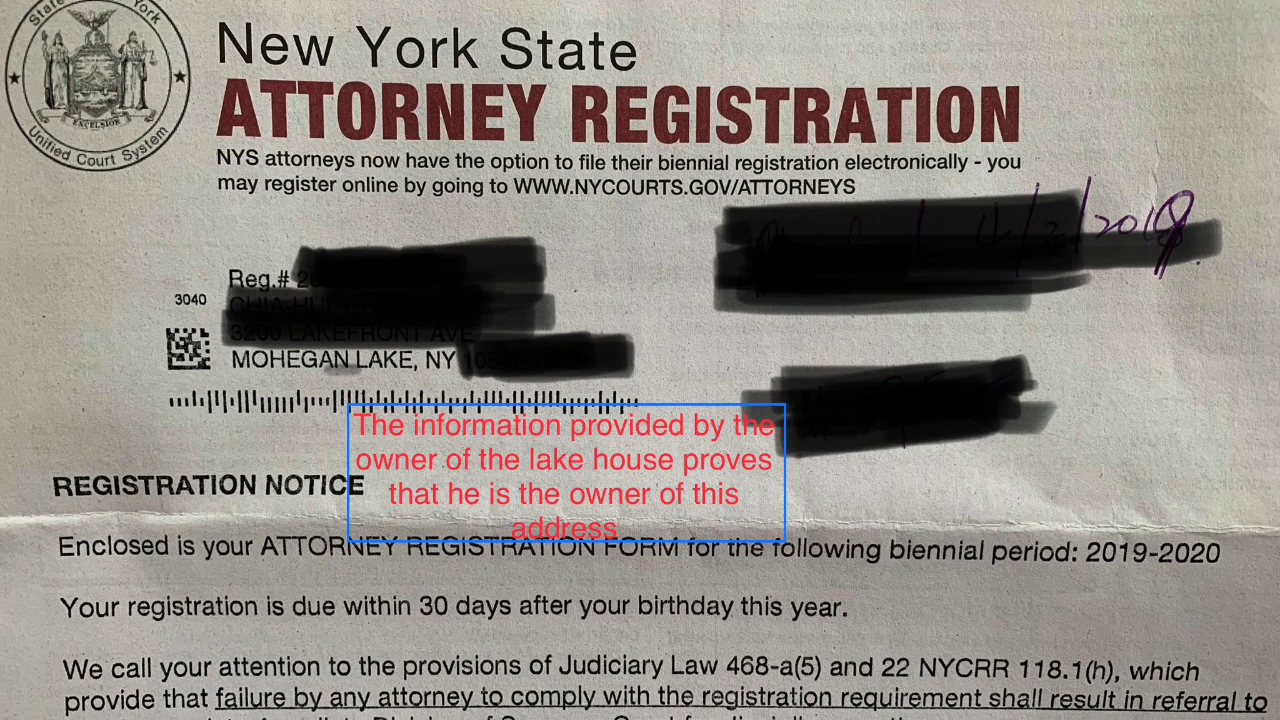 State
York
New York State
ATTORNEY REGISTRATION
NYS attorneys now have the option to file their biennial registration electronically - you
may register online by going to WWW.NYCOURTS.GOV/ATTORNEYS
EXCELSIOR
Unified Court System
Reg.#
3040
MOHEGAN LAKE, NY
The information provided by the
owner of the lake house proves
that he is the owner of this
address
REGISTRATION NOTICE
Enclosed is your ATTORNEY REGISTRATION FORM for the following biennial period: 2019-2020
Your registration is due within 30 days after your birthday this year.
We call your attention to the provisions of Judiciary Law 468-a(5) and 22 NYCRR 118.1(h), which
provide that failure by any attorney to comply with the registration requirement shall result in referral to